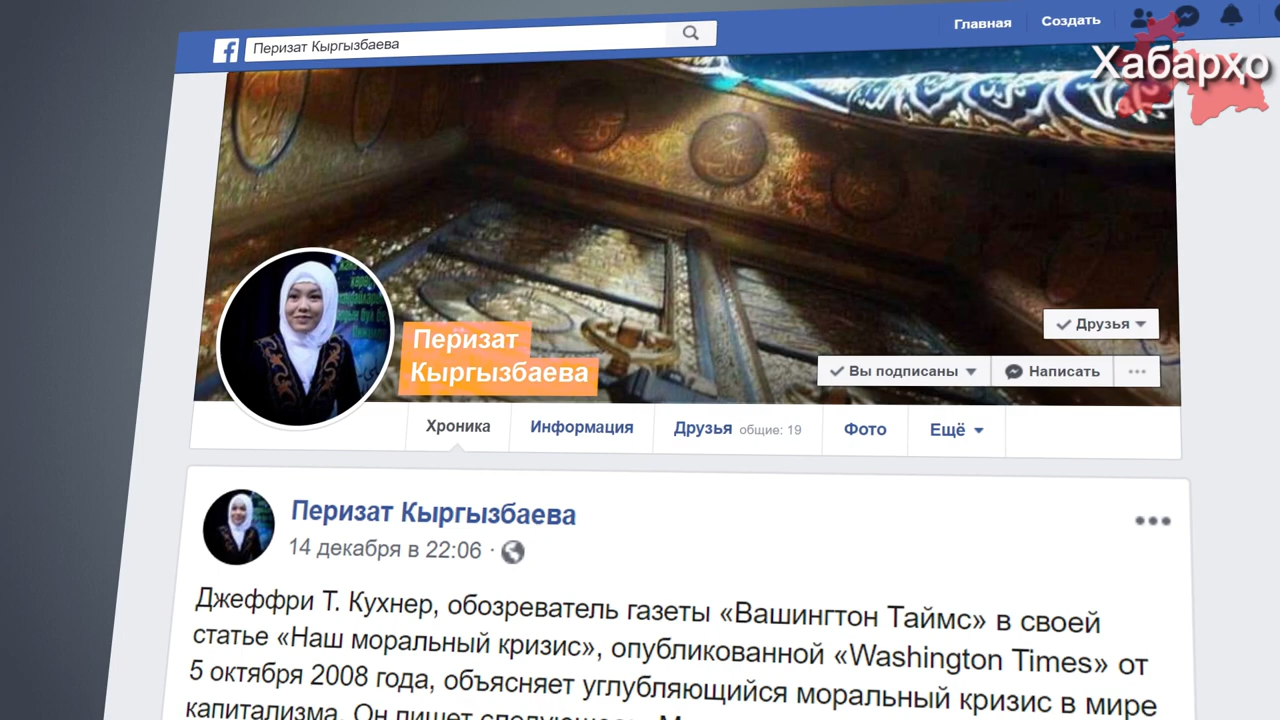 Перизат Кыргызбаева
Главная
Создать
Хабарҳо
Перизат
Кыргызбаева
Друзья
Вы подписаны
Написать
Хроника
Информация
Друзья общие: 19
Фото
Ещё
Перизат Кыргызбаева
14 декабря в 22:06
Джеффри Т. Кухнер, обозреватель газеты «Вашингтон Таймс» в своей
статье «Наш моральный кризис», опубликованной «Washington Times» от
5 октября 2008 года, объясняет углубляющийся моральный кризис в мире
капитализма. Он пишет